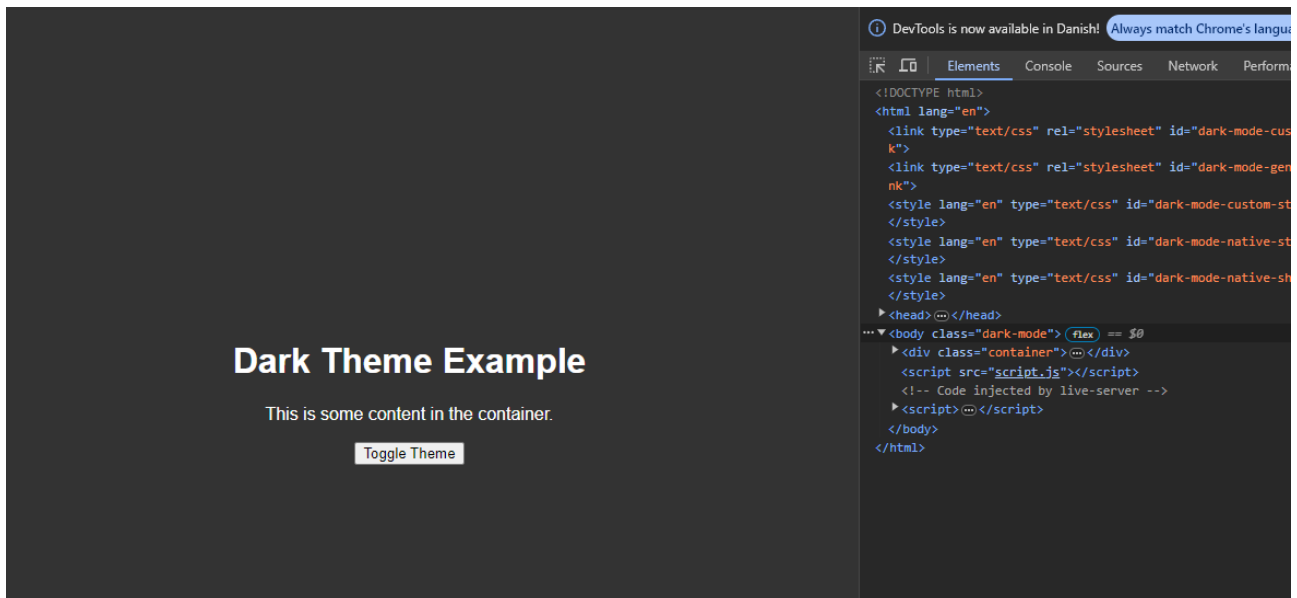 Dark Theme Example
This is some content in the container.
Toggle Theme
DevTools is now available in Danish! Always match Chrome's langua
Elements Console Sources Network Performa
<!DOCTYPE html>
<html lang="en">
<link type="text/css" rel="stylesheet" id="dark-mode-cus
k">
<link type="text/css" rel="stylesheet" id="dark-mode-gen
nk">
<style lang="en" type="text/css" id="dark-mode-custom-st
</style>
<style lang="en" type="text/css" id="dark-mode-native-st
</style>
<style lang="en" type="text/css" id="dark-mode-native-sh
</style>
<head>…</head>
…<body class="dark-mode"> flex == $0
<div class="container">…</div>
<script src="script.js"></script>
<!-- Code injected by live-server -->
<script>…</script>
</body>
</html>